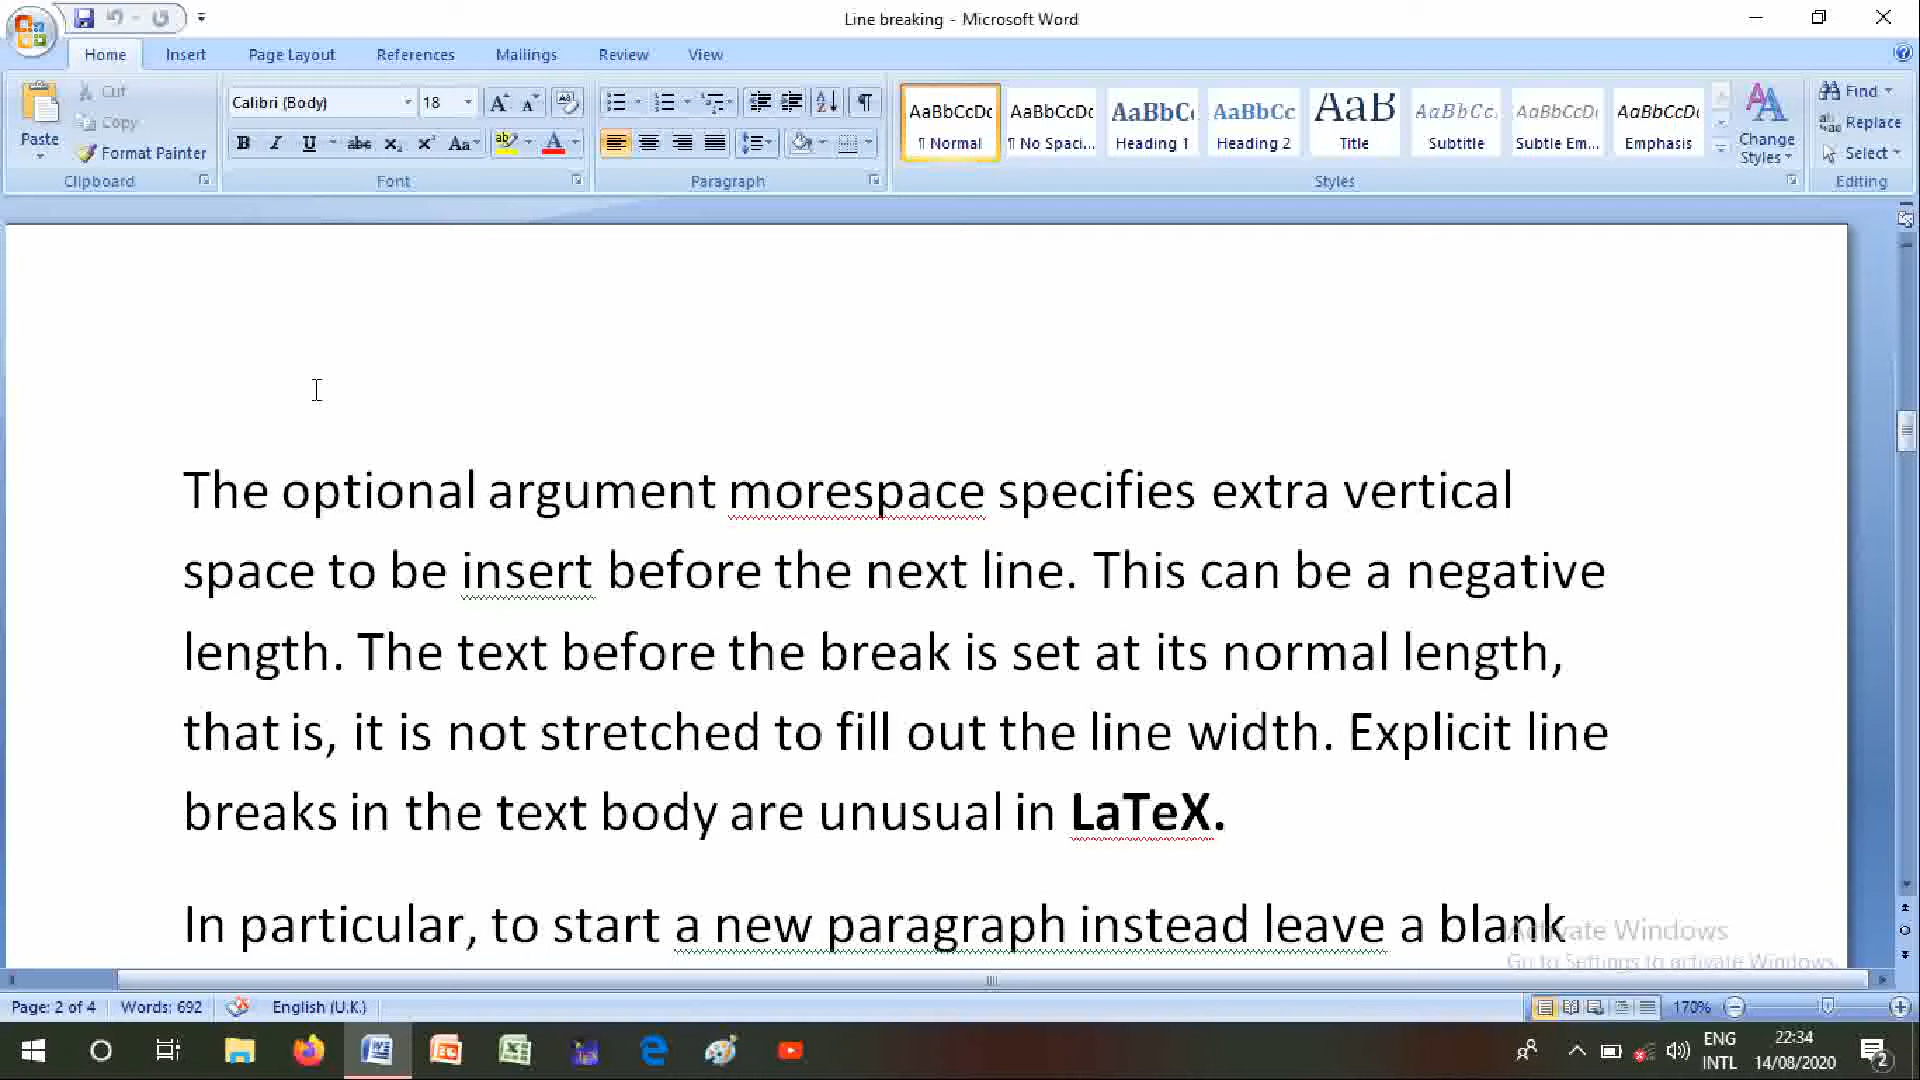 Line breaking - Microsoft Word
Home Insert Page Layout References Mailings Review View
Paste
Cut
Copy
Format Painter
Clipboard
Calibri (Body) 18
Font
Paragraph
AaBbCcDc AaBbCcDc AaBbC AaBbCc AaB AaBbCc. AaBbCcDc AaBbCcDc
¶ Normal ¶ No Spaci... Heading 1 Heading 2 Title Subtitle Subtle Em... Emphasis
Change Styles
Styles
Find
Replace
Select
Editing
The optional argument morespace specifies extra vertical
space to be insert before the next line. This can be a negative
length. The text before the break is set at its normal length,
that is, it is not stretched to fill out the line width. Explicit line
breaks in the text body are unusual in LaTeX.
In particular, to start a new paragraph instead leave a blank
Activate Windows
Go to Settings to activate Windows.
Page: 2 of 4 Words: 692 English (U.K.) 170%
ENG 22:34
INTL 14/08/2020 2